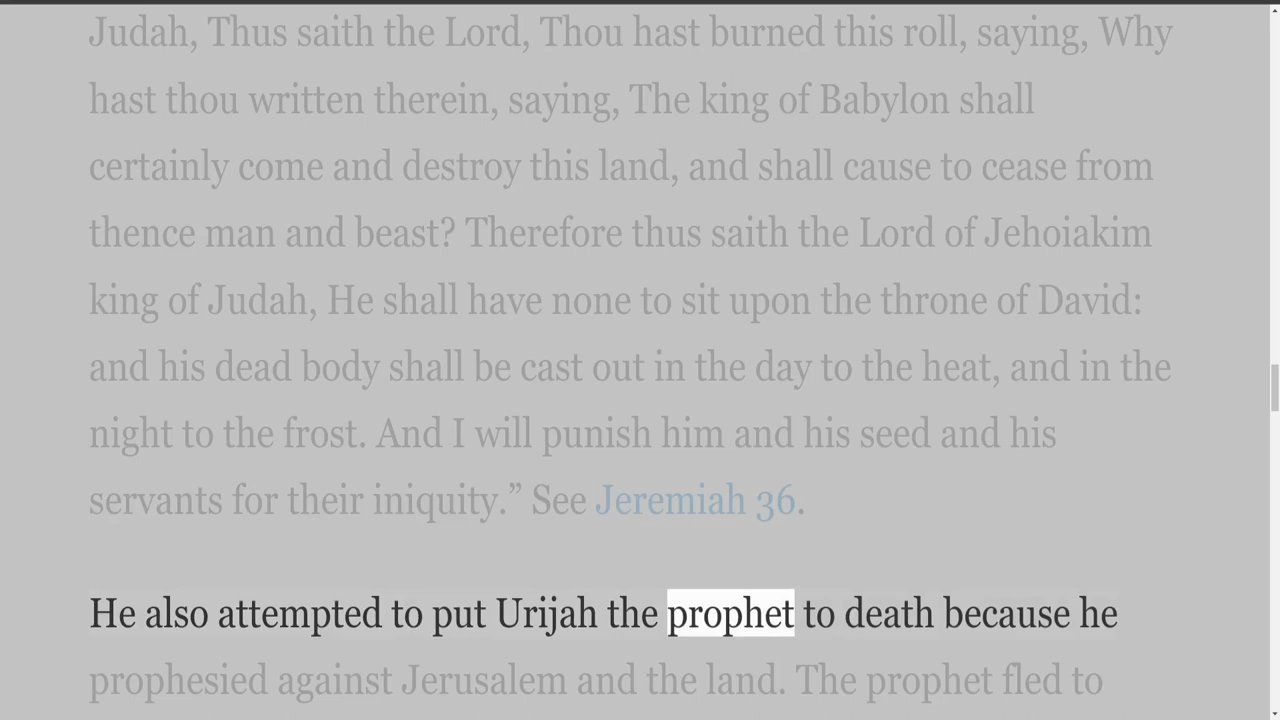 Judah, Thus saith the Lord, Thou hast burned this roll, saying, Why
hast thou written therein, saying, The king of Babylon shall
certainly come and destroy this land, and shall cause to cease from
thence man and beast? Therefore thus saith the Lord of Jehoiakim
king of Judah, He shall have none to sit upon the throne of David:
and his dead body shall be cast out in the day to the heat, and in the
night to the frost. And I will punish him and his seed and his
servants for their iniquity.” See Jeremiah 36.
He also attempted to put Urijah the prophet to death because he
prophesied against Jerusalem and the land. The prophet fled to